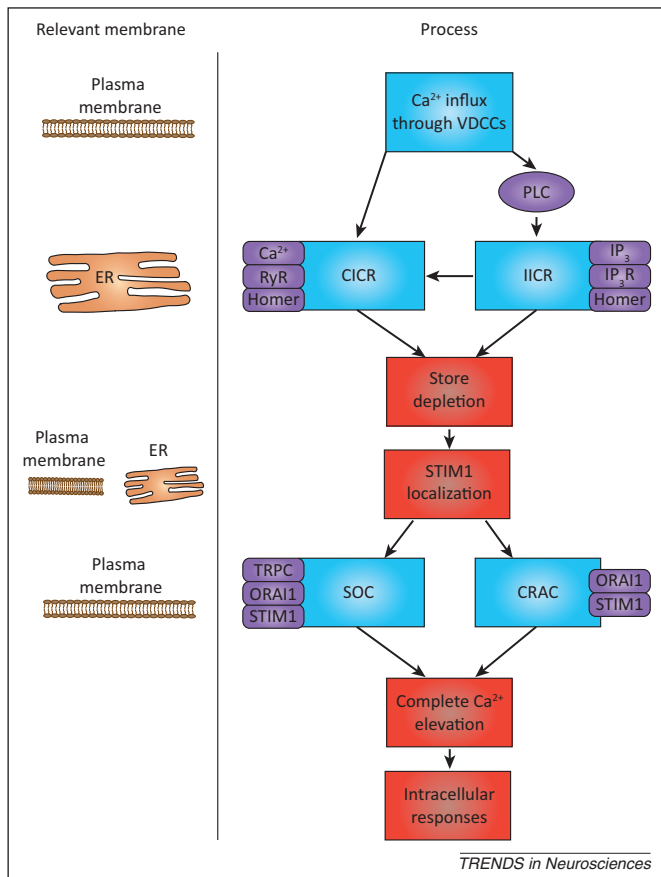 Relevant membrane
Process
Plasma
membrane
Ca²⁺ influx
through VDCCs
PLC
ER
Ca²⁺
RyR
Homer
CICR
IICR
IP₃
IP₃R
Homer
Store
depletion
Plasma
membrane
ER
STIM1
localization
Plasma
membrane
TRPC
ORAI1
STIM1
SOC
CRAC
ORAI1
STIM1
Complete Ca²⁺
elevation
Intracellular
responses
TRENDS in Neurosciences